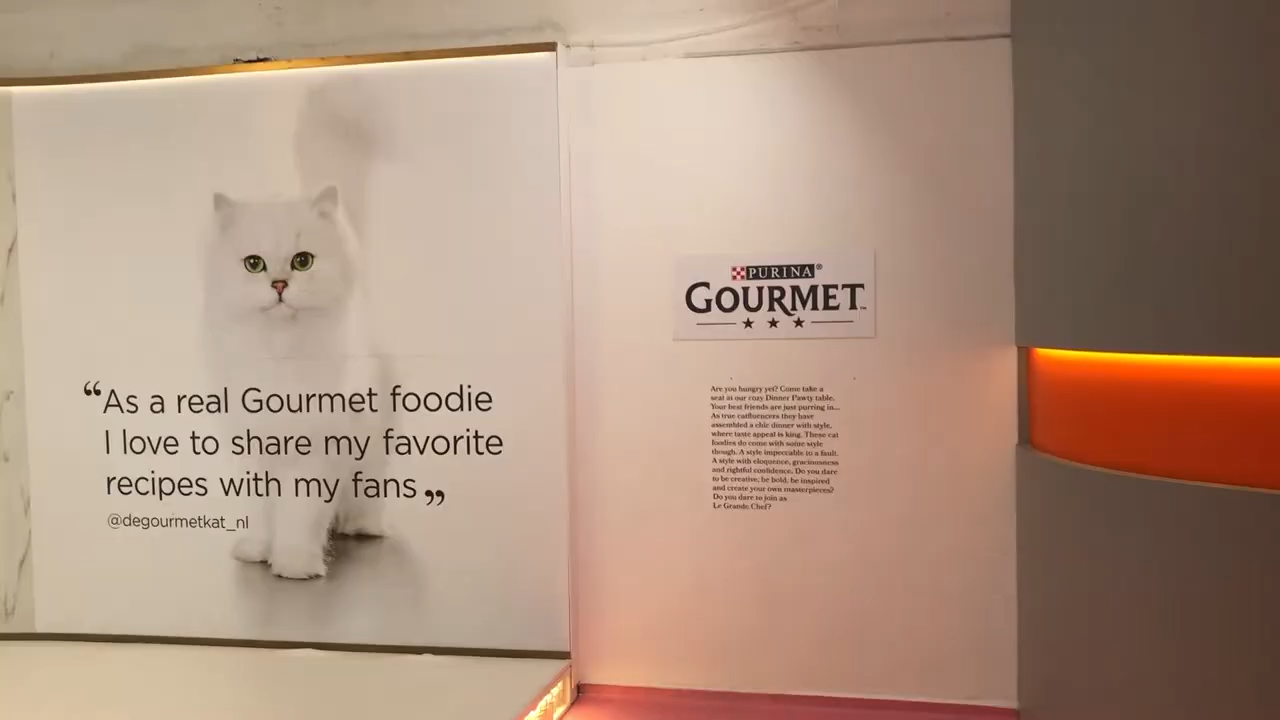 “As a real Gourmet foodie
I love to share my favorite
recipes with my fans„
@degourmetkat_nl
PURINA®
GOURMET™
Are you hungry yet? Come take a
seat at our cozy Dinner Pawty table.
Your best friends are just purring in...
As true catfluencers they have
assembled a chic dinner with style,
where taste appeal is king. These cat
foodies do come with some style
though. A style impeccable to a fault.
A style with eloquence, graciousness
and rightful confidence. Do you dare
to be creative, be bold, be inspired
and create your own masterpieces?
Do you dare to join as
Le Grande Chef?